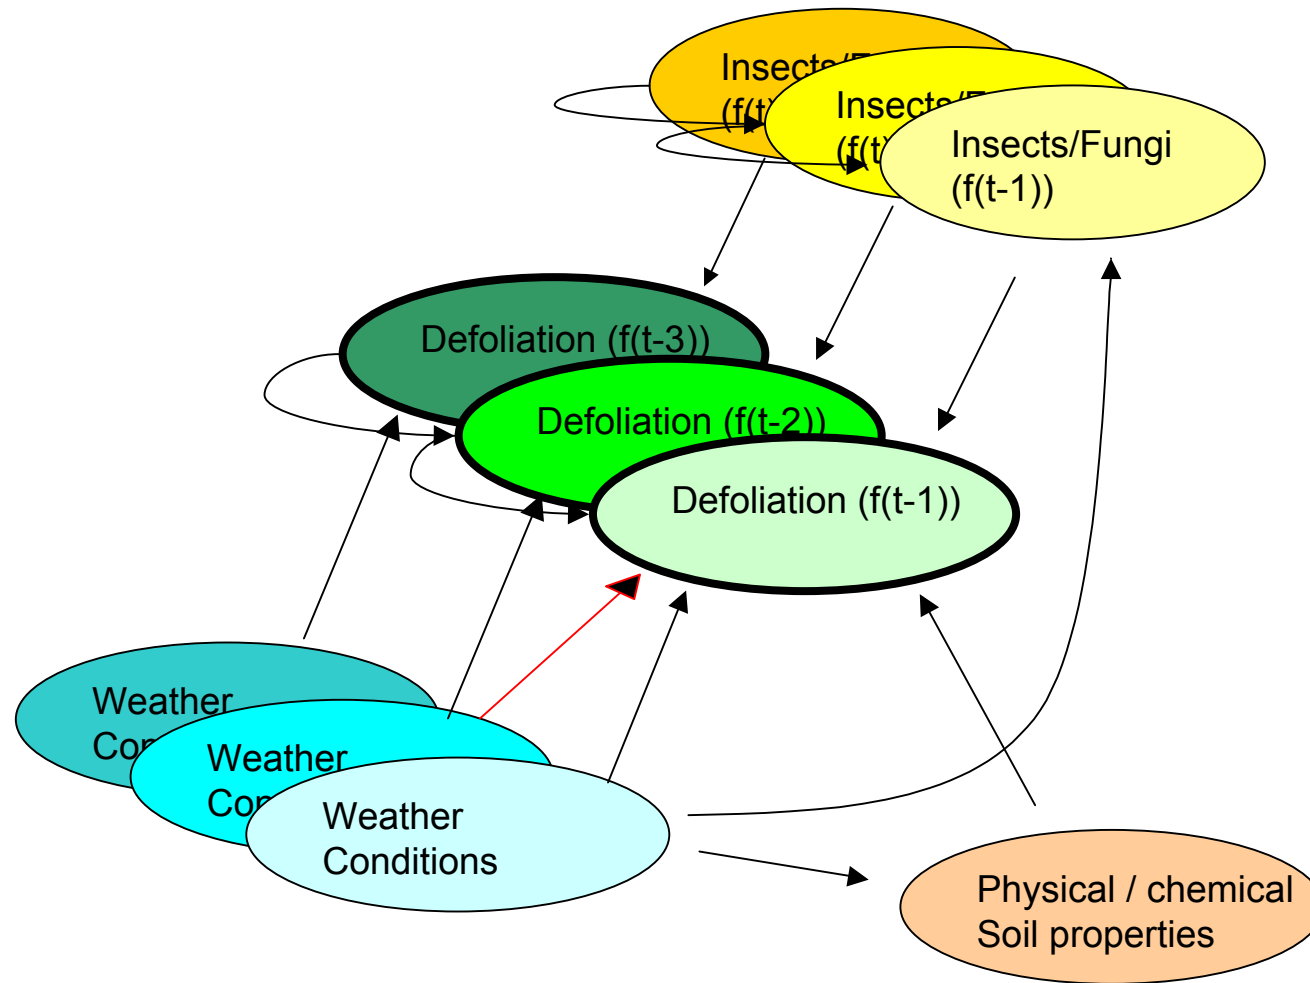 Insects/
(f(t)
Insects/
(f(t)
Insects/Fungi
(f(t-1))
Defoliation (f(t-3))
Defoliation (f(t-2))
Defoliation (f(t-1))
Weather
Weather
Weather
Conditions
Physical / chemical
Soil properties